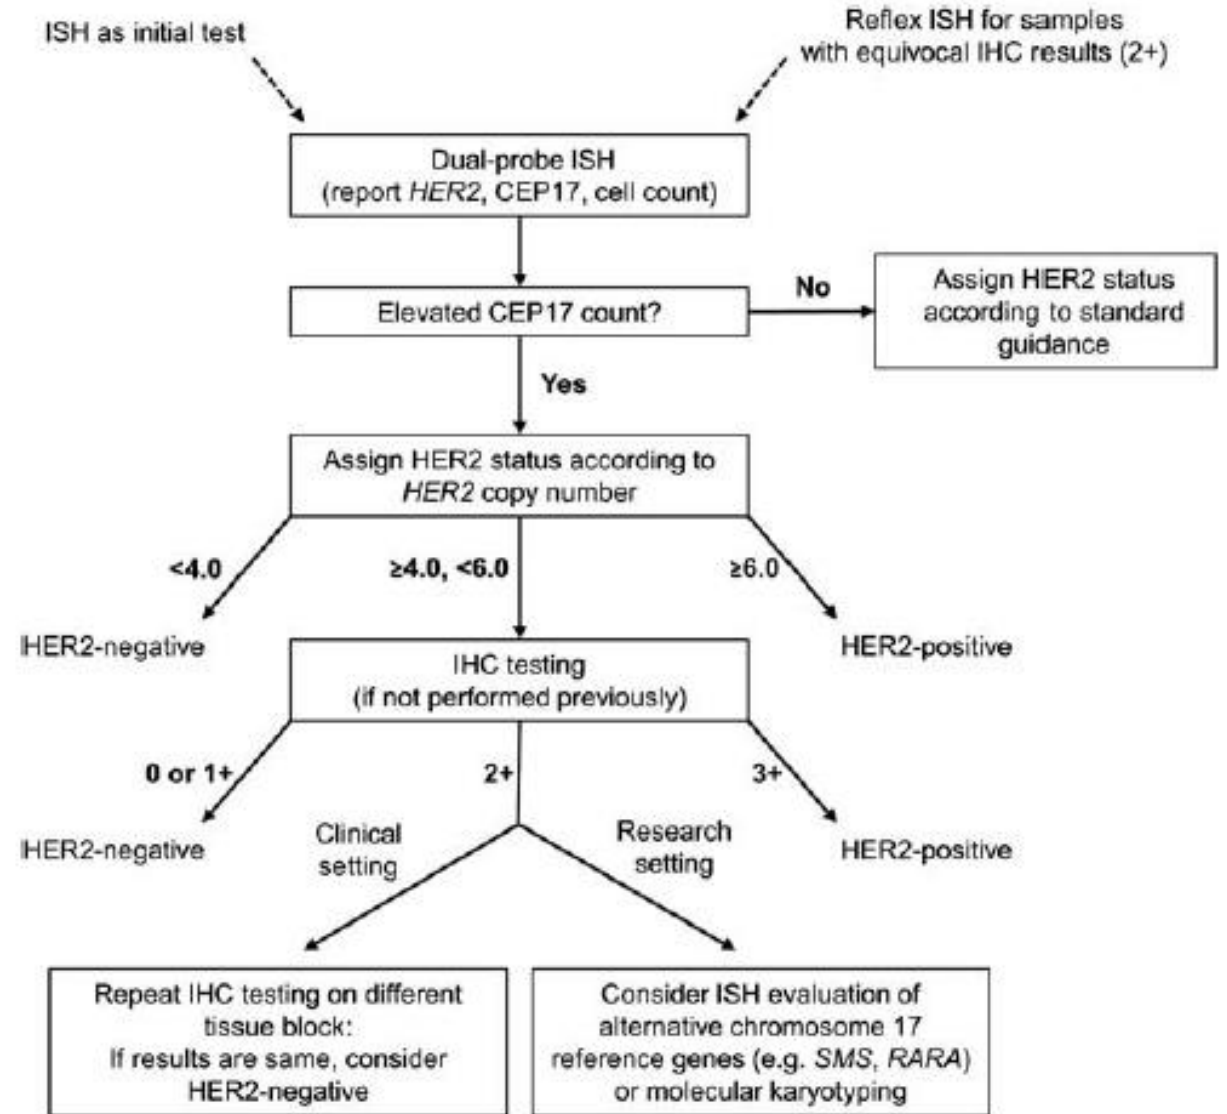 ISH as initial test
Reflex ISH for samples
with equivocal IHC results (2+)
Dual-probe ISH
(report HER2, CEP17, cell count)
Elevated CEP17 count?
No
Assign HER2 status
according to standard
guidance
Yes
Assign HER2 status according to
HER2 copy number
<4.0
≥4.0, <6.0
≥6.0
HER2-negative
HER2-positive
IHC testing
(if not performed previously)
0 or 1+
2+
3+
HER2-negative
Clinical
setting
Research
setting
HER2-positive
Repeat IHC testing on different
tissue block:
If results are same, consider
HER2-negative
Consider ISH evaluation of
alternative chromosome 17
reference genes (e.g. SMS, RARA)
or molecular karyotyping